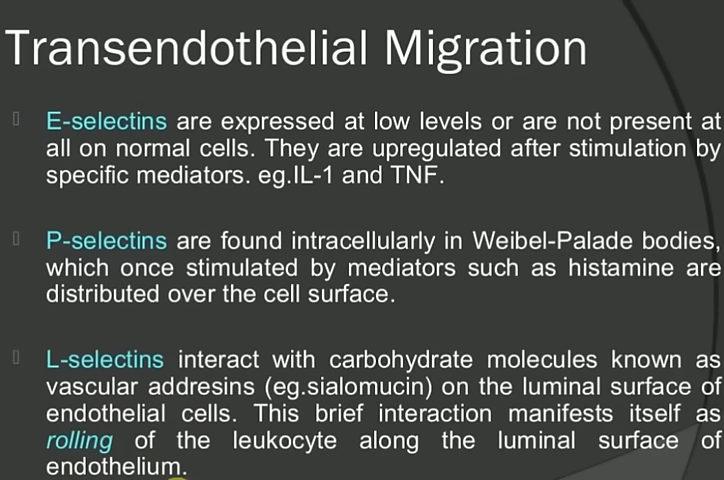 Transendothelial Migration
E-selectins are expressed at low levels or are not present at
all on normal cells. They are upregulated after stimulation by
specific mediators. eg.IL-1 and TNF.
P-selectins are found intracellularly in Weibel-Palade bodies,
which once stimulated by mediators such as histamine are
distributed over the cell surface.
L-selectins interact with carbohydrate molecules known as
vascular addresins (eg.sialomucin) on the luminal surface of
endothelial cells. This brief interaction manifests itself as
rolling of the leukocyte along the luminal surface of
endothelium.